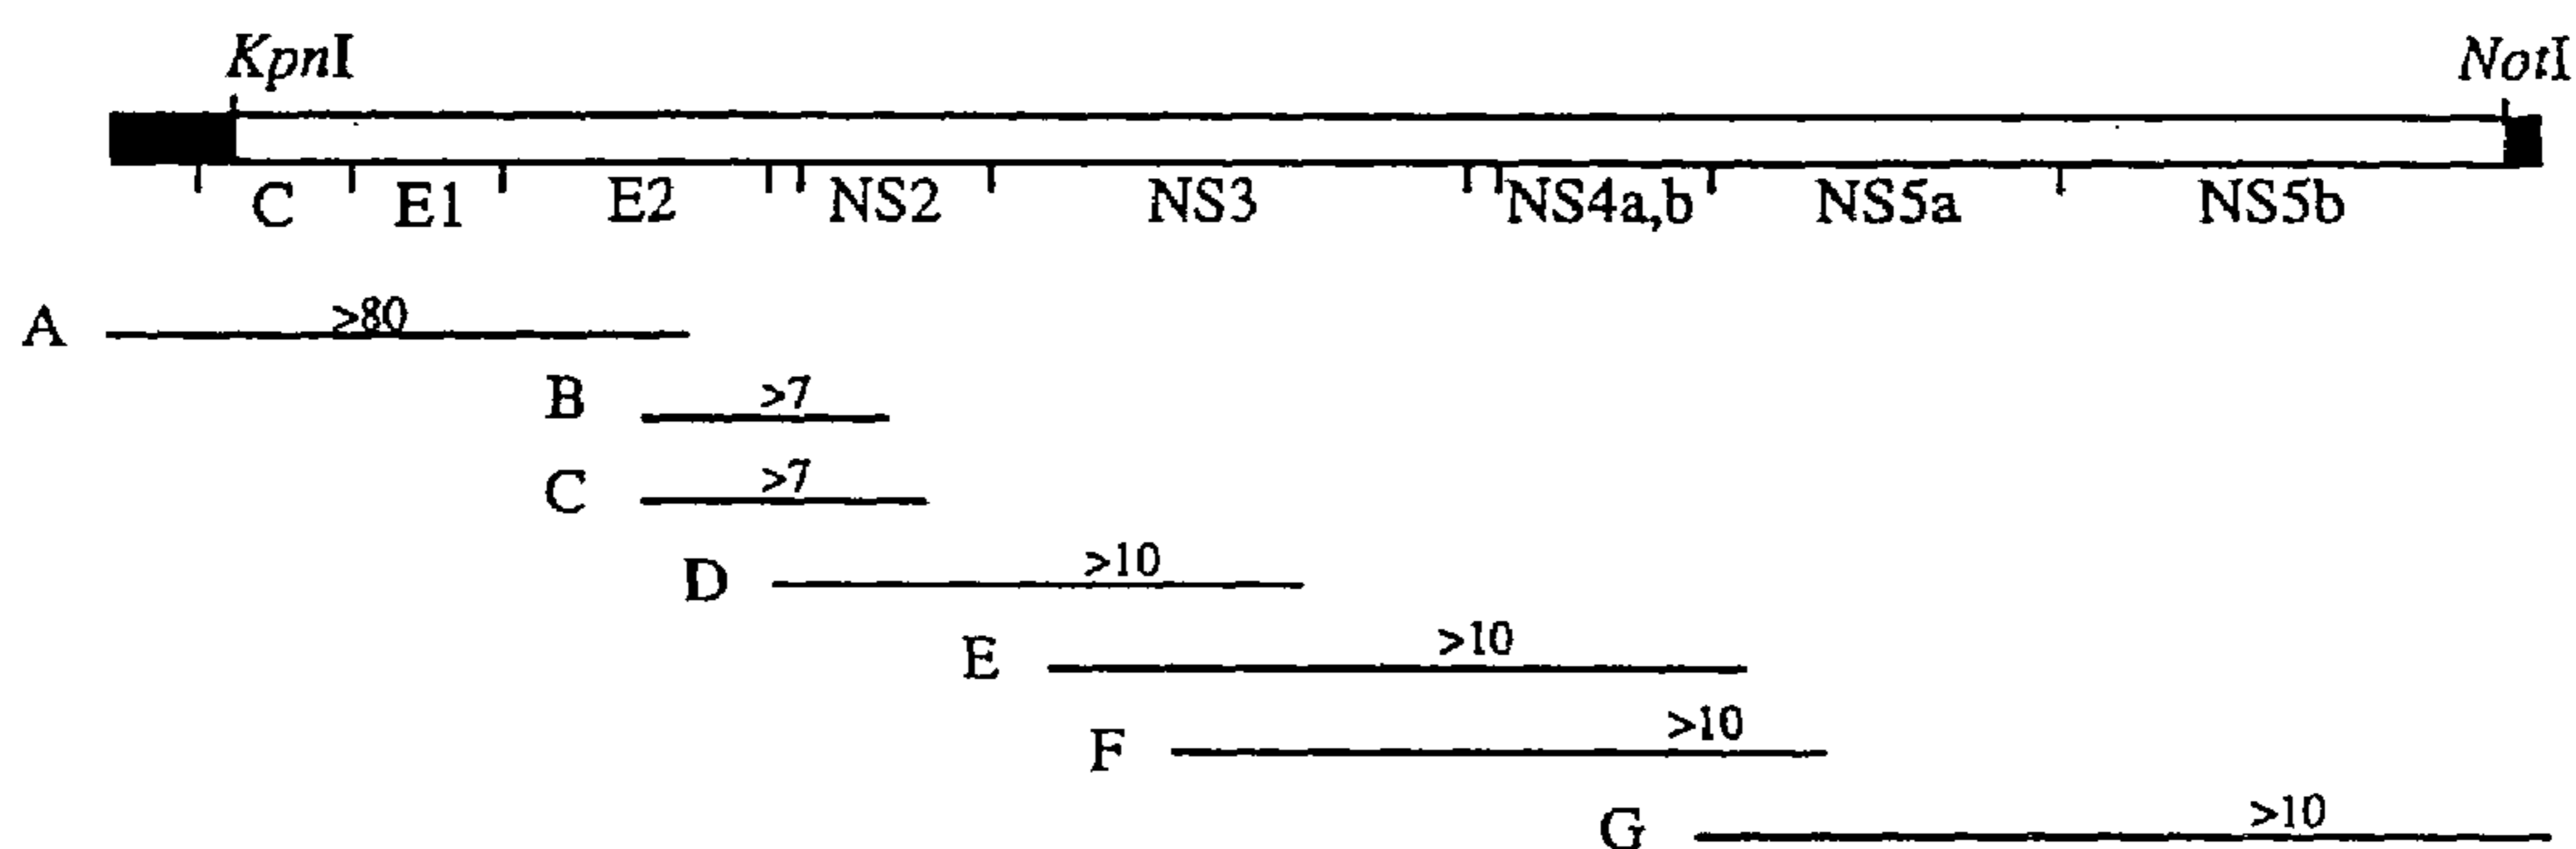 KpnI NotI
C E1 E2 NS2 NS3 NS4a,b NS5a NS5b
A >80
B >7
C >7
D >10
E >10
F >10
G >10